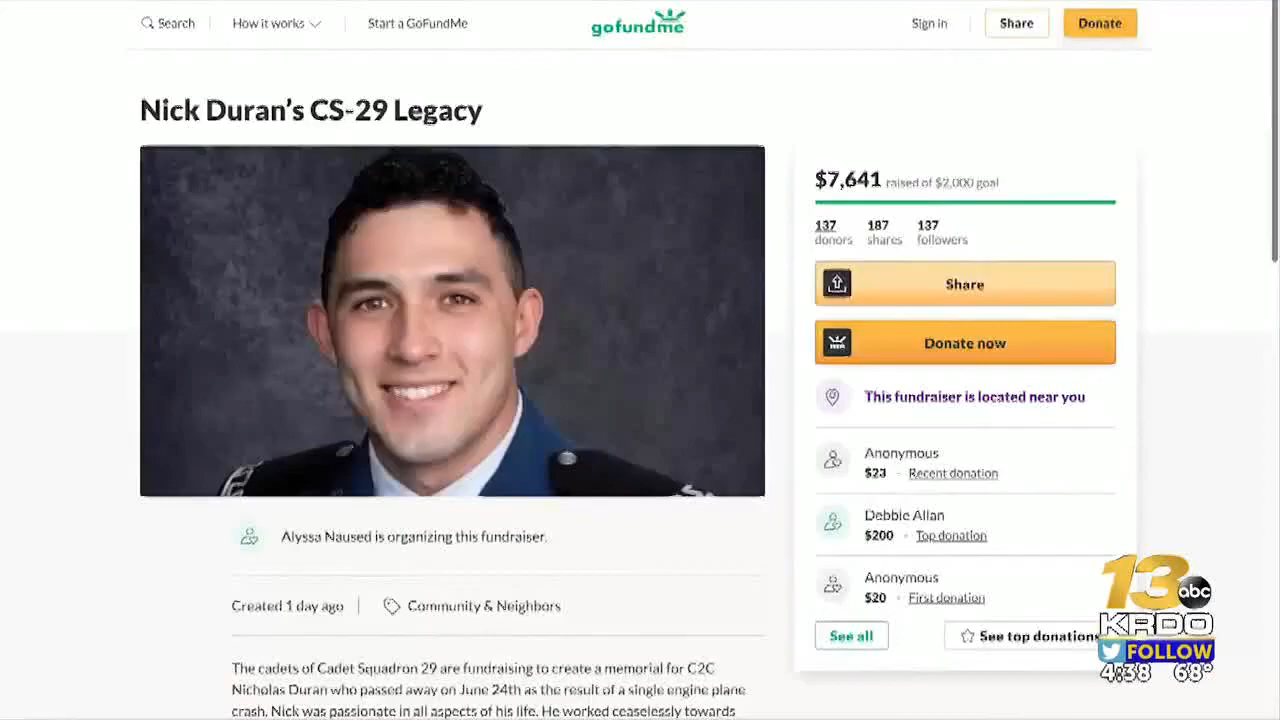 Search
How it works
Start a GoFundMe
gofundme
Sign in
Share
Donate
Nick Duran's CS-29 Legacy
$7,641 raised of $2,000 goal
137 187 137
donors shares followers
Share
Donate now
This fundraiser is located near you
Anonymous
$23 · Recent donation
Debbie Allan
$200 · Top donation
Anonymous
$20 · First donation
See all
See top donations
Alyssa Naused is organizing this fundraiser.
Created 1 day ago
Community & Neighbors
The cadets of Cadet Squadron 29 are fundraising to create a memorial for C2C
Nicholas Duran who passed away on June 24th as the result of a single engine plane
crash. Nick was passionate in all aspects of his life. He worked ceaselessly towards
13 abc
KRDO
FOLLOW
4:38 68°